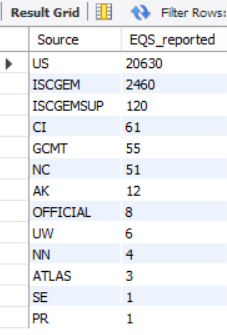 Result Grid Filter Rows:
Source EQS_reported
US 20630
ISCGEM 2460
ISCGEMSUP 120
CI 61
GCMT 55
NC 51
AK 12
OFFICIAL 8
UW 6
NN 4
ATLAS 3
SE 1
PR 1